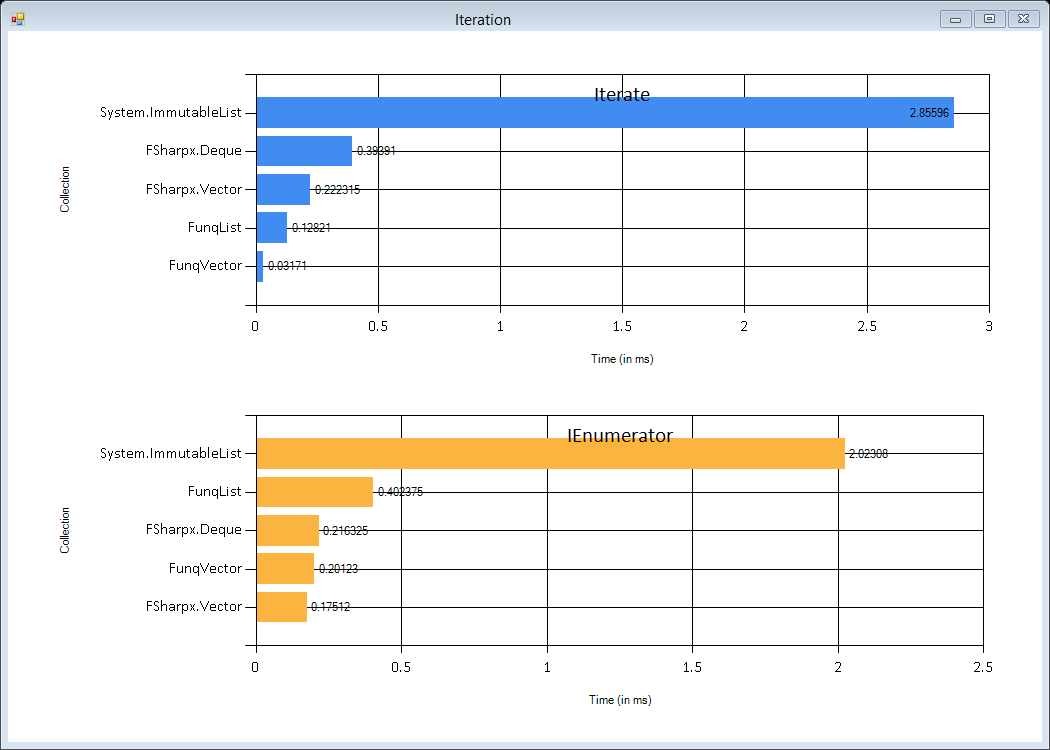 Iteration
Iterate
System.ImmutableList
2.85596
FSharpx.Deque
0.39391
FSharpx.Vector
0.222315
FunqList
0.12821
FunqVector
0.03171
Collection
0 0.5 1 1.5 2 2.5 3
Time (in ms)
IEnumerator
System.ImmutableList
2.02308
FunqList
0.402375
FSharpx.Deque
0.216325
FunqVector
0.20123
FSharpx.Vector
0.17512
Collection
0 0.5 1 1.5 2 2.5
Time (in ms)